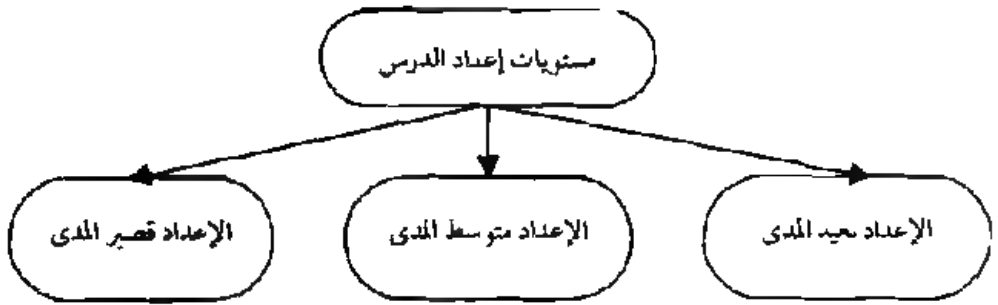 مستويات إعداد الدرس
الإعداد بعيد المدى
الإعداد متوسط المدى
الإعداد قصير المدى